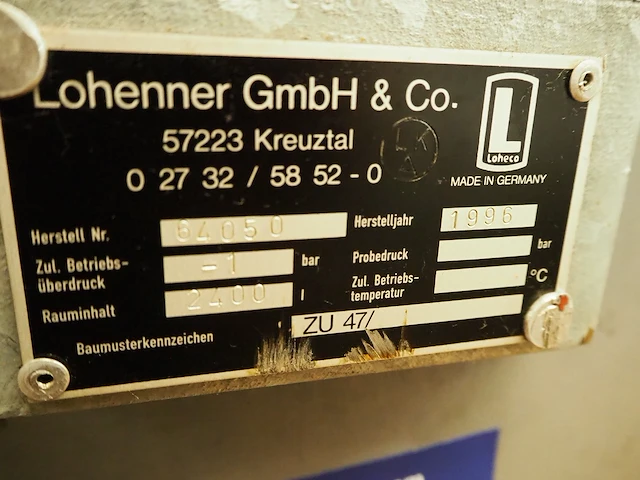 Lohenner GmbH & Co.
57223 Kreuztal
0 27 32 / 58 52 - 0
L
Loheco
MADE IN GERMANY
Herstell Nr. 64050 Herstelljahr 1996
Zul. Betriebs-
überdruck -1 bar Probedruck bar
Rauminhalt 2400 l Zul. Betriebs-
temperatur °C
Baumusterkennzeichen ZU 47/